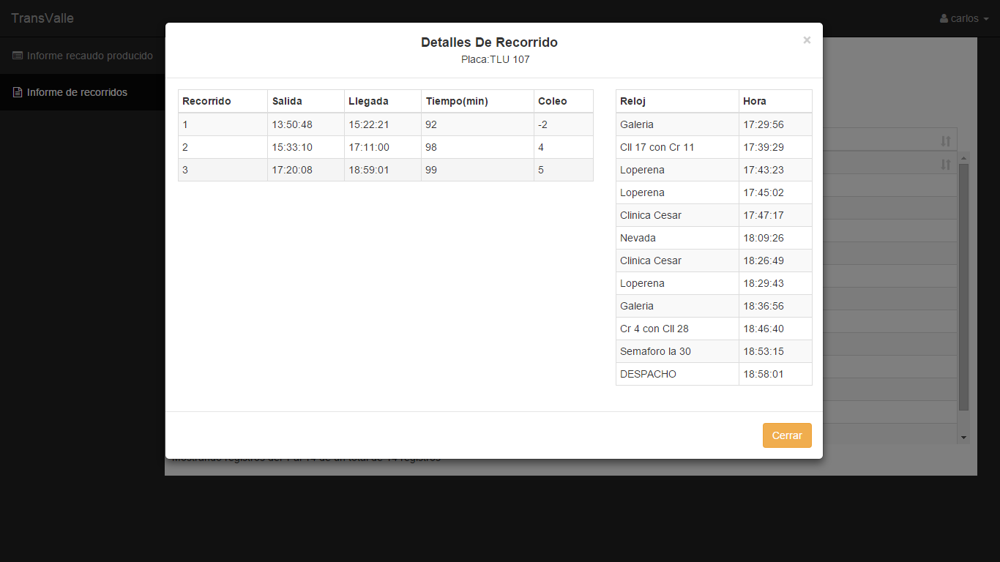 TransValle
carlos
Informe recaudo producido
Informe de recorridos
Detalles De Recorrido
×
Placa:TLU 107
Recorrido Salida Llegada Tiempo(min) Coleo
1 13:50:48 15:22:21 92 -2
2 15:33:10 17:11:00 98 4
3 17:20:08 18:59:01 99 5
Reloj Hora
Galeria 17:29:56
Cll 17 con Cr 11 17:39:29
Loperena 17:43:23
Loperena 17:45:02
Clinica Cesar 17:47:17
Nevada 18:09:26
Clinica Cesar 18:26:49
Loperena 18:29:43
Galeria 18:36:56
Cr 4 con Cll 28 18:46:40
Semaforo la 30 18:53:15
DESPACHO 18:58:01
Cerrar
Mostrando registros del 1 al 14 de un total de 14 registros